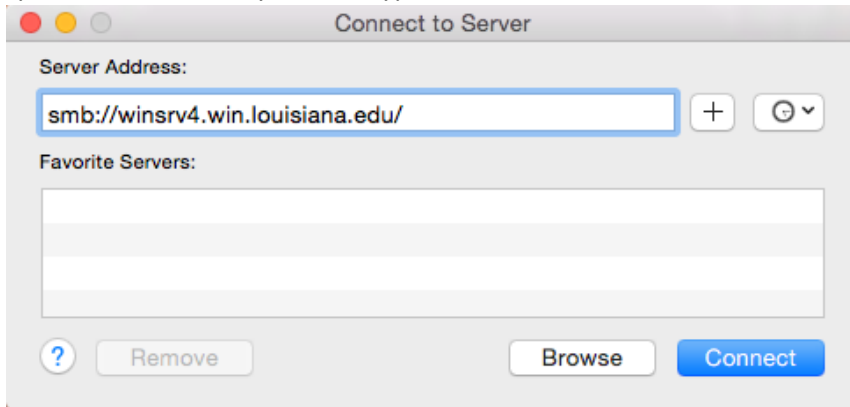 Connect to Server
Server Address:
smb://winsrv4.win.louisiana.edu/
+
Favorite Servers:
? Remove Browse Connect